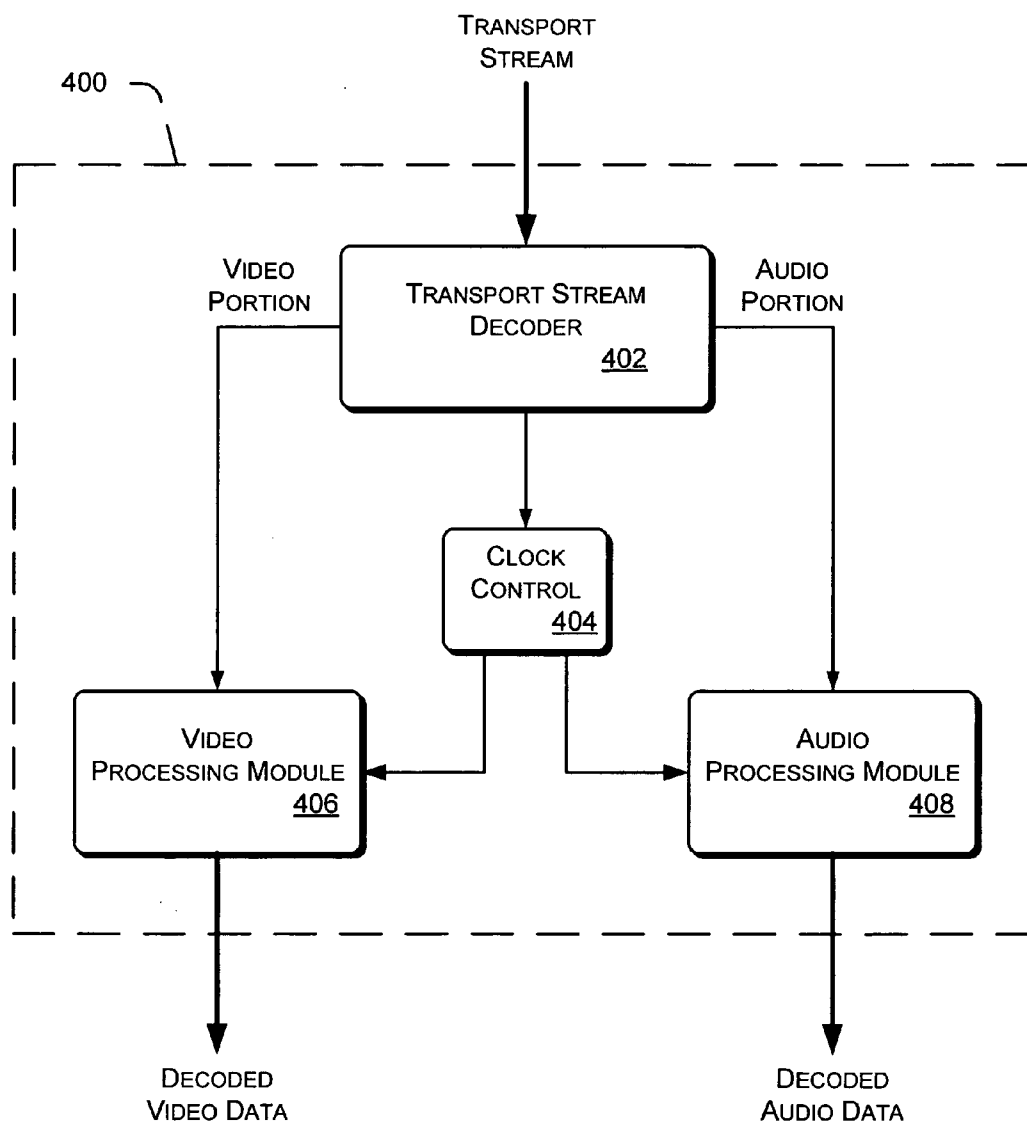 TRANSPORT
STREAM
400
VIDEO
PORTION
AUDIO
PORTION
TRANSPORT STREAM
DECODER
402
CLOCK
CONTROL
404
VIDEO
PROCESSING MODULE
406
AUDIO
PROCESSING MODULE
408
DECODED
VIDEO DATA
DECODED
AUDIO DATA